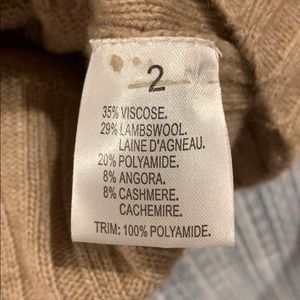 2
35% VISCOSE.
29% LAMBSWOOL.
LAINE D'AGNEAU.
20% POLYAMIDE.
8% ANGORA.
8% CASHMERE.
CACHEMIRE.
TRIM: 100% POLYAMIDE.